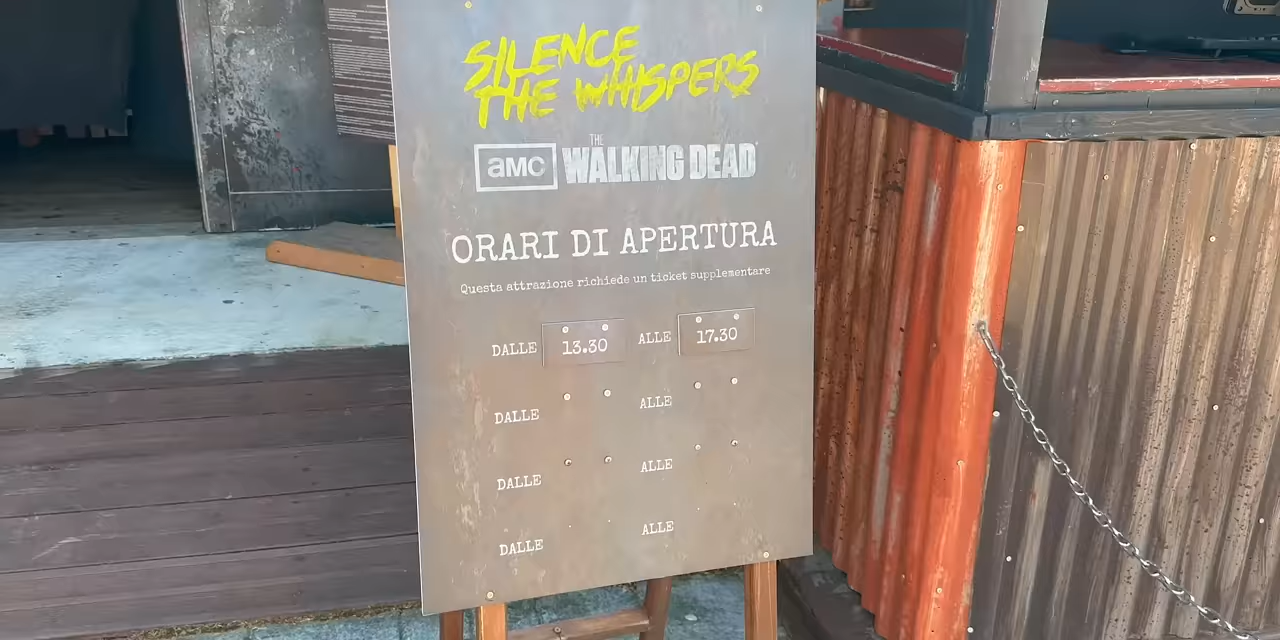 SILENCE
THE WHISPERS
aMC THE WALKING DEAD
ORARI DI APERTURA
Questa attrazione richiede un ticket supplementare
DALLE 13.30 ALLE 17.30
DALLE ALLE
DALLE ALLE
DALLE ALLE